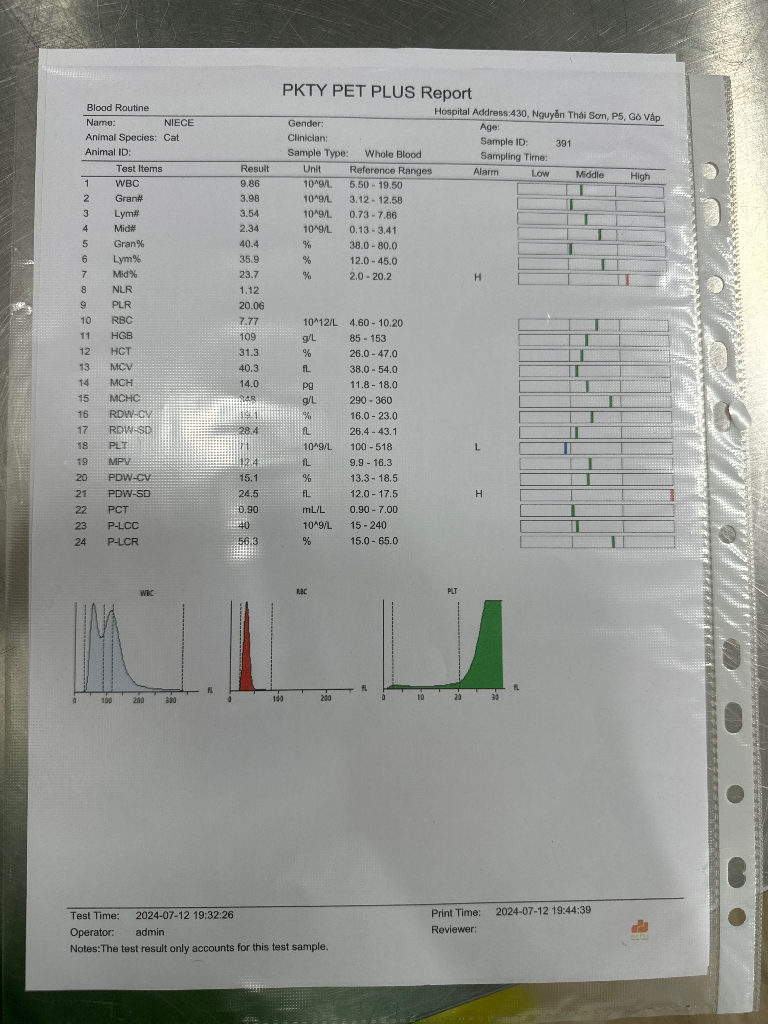 PKTY PET PLUS Report
Blood Routine Hospital Address:430, Nguyễn Thái Sơn, P5, Gò Vấp
Name: NIECE Gender: Age:
Animal Species: Cat Clinician: Sample ID: 391
Animal ID: Sample Type: Whole Blood Sampling Time:
Test Items Result Unit Reference Ranges Alarm Low Middle High
1 WBC 9.86 10^9/L 5.50 - 19.50
2 Gran# 3.98 10^9/L 3.12 - 12.58
3 Lym# 3.54 10^9/L 0.73 - 7.86
4 Mid# 2.34 10^9/L 0.13 - 3.41
5 Gran% 40.4 % 38.0 - 80.0
6 Lym% 35.9 % 12.0 - 45.0
7 Mid% 23.7 % 2.0 - 20.2 H
8 NLR 1.12
9 PLR 20.06
10 RBC 7.77 10^12/L 4.60 - 10.20
11 HGB 109 g/L 85 - 153
12 HCT 31.3 % 26.0 - 47.0
13 MCV 40.3 fL 38.0 - 54.0
14 MCH 14.0 pg 11.8 - 18.0
15 MCHC 348 g/L 290 - 360
16 RDW-CV 19.1 % 16.0 - 23.0
17 RDW-SD 28.4 fL 26.4 - 43.1
18 PLT 71 10^9/L 100 - 518 L
19 MPV 12.4 fL 9.9 - 16.3
20 PDW-CV 15.1 % 13.3 - 18.5
21 PDW-SD 24.5 fL 12.0 - 17.5 H
22 PCT 0.90 mL/L 0.90 - 7.00
23 P-LCC 40 10^9/L 15 - 240
24 P-LCR 56.3 % 15.0 - 65.0
WBC RBC PLT
fL fL fL
0 100 200 300 0 100 200 0 10 20 30
Test Time: 2024-07-12 19:32:26 Print Time: 2024-07-12 19:44:39
Operator: admin Reviewer:
Notes:The test result only accounts for this test sample.